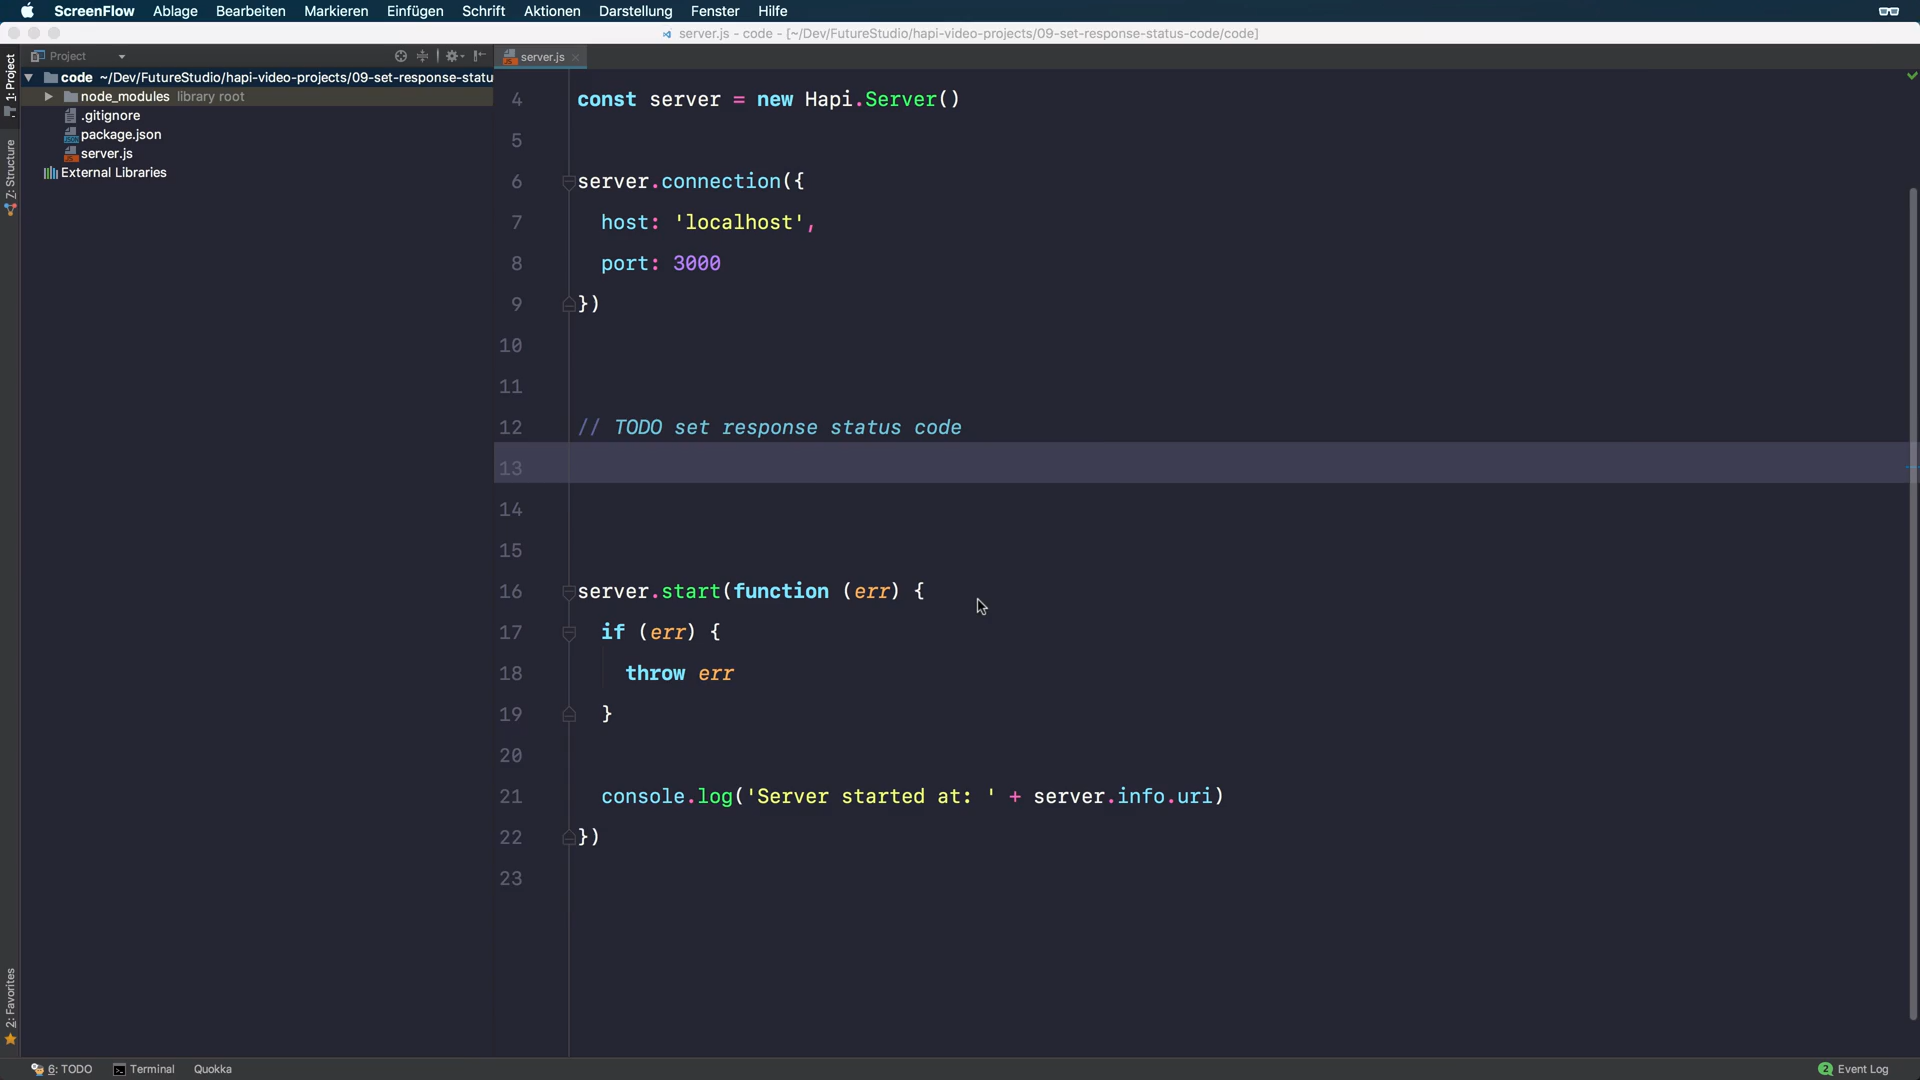 ScreenFlow Ablage Bearbeiten Markieren Einfügen Schrift Aktionen Darstellung Fenster Hilfe
server.js - code - [~/Dev/FutureStudio/hapi-video-projects/09-set-response-status-code/code]
Project
server.js
1: Project
Z: Structure
2: Favorites
code ~/Dev/FutureStudio/hapi-video-projects/09-set-response-statu
node_modules library root
.gitignore
package.json
server.js
External Libraries
4 const server = new Hapi.Server()
5
6 server.connection({
7 host: 'localhost',
8 port: 3000
9 })
10
11
12 // TODO set response status code
13
14
15
16 server.start(function (err) {
17 if (err) {
18 throw err
19 }
20
21 console.log('Server started at: ' + server.info.uri)
22 })
23
6: TODO Terminal Quokka 2 Event Log